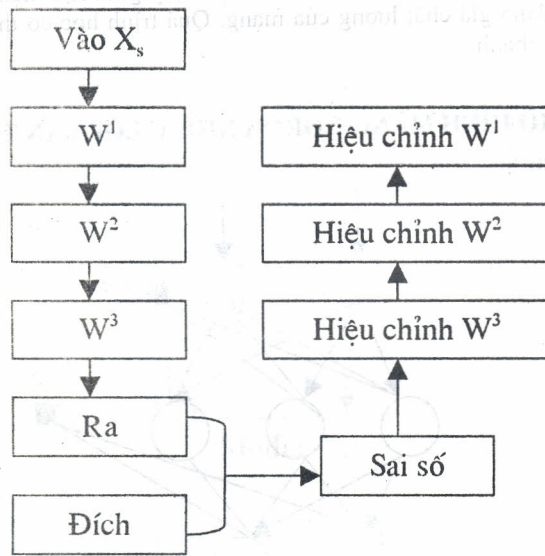 Vào Xₛ
W¹
W²
W³
Ra
Đích
Sai số
Hiệu chỉnh W³
Hiệu chỉnh W²
Hiệu chỉnh W¹